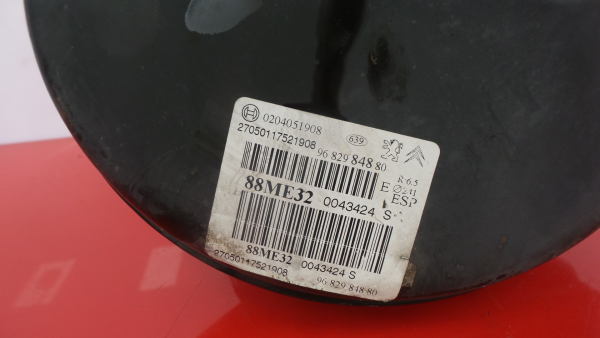 0204051908
27050117521908
639
96 829 848 80
R 6.5
E Ø241
ESP
88ME32 0043424 S
88ME32 0043424 S
27050117521908
96 829 848 80